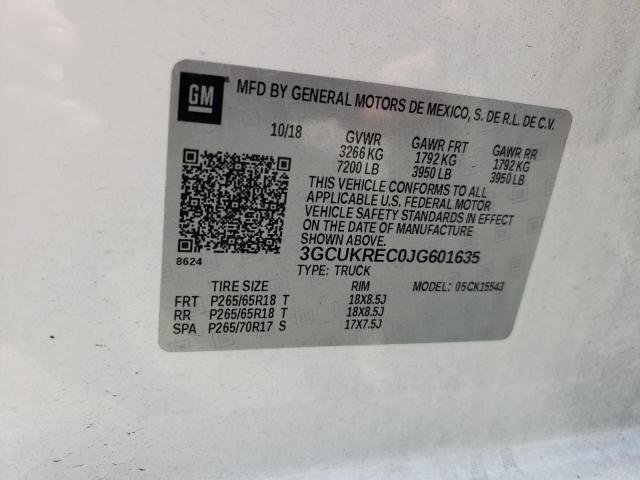 GM
MFD BY GENERAL MOTORS DE MEXICO, S. DE R.L. DE C.V.
10/18 GVWR GAWR FRT GAWR RR
3266 KG 1792 KG 1792 KG
7200 LB 3950 LB 3950 LB
THIS VEHICLE CONFORMS TO ALL
APPLICABLE U.S. FEDERAL MOTOR
VEHICLE SAFETY STANDARDS IN EFFECT
ON THE DATE OF MANUFACTURE
SHOWN ABOVE.
8624 3GCUKREC0JG601635
TYPE: TRUCK
TIRE SIZE RIM MODEL: 05CK15543
FRT P265/65R18 T 18X8.5J
RR P265/65R18 T 18X8.5J
SPA P265/70R17 S 17X7.5J